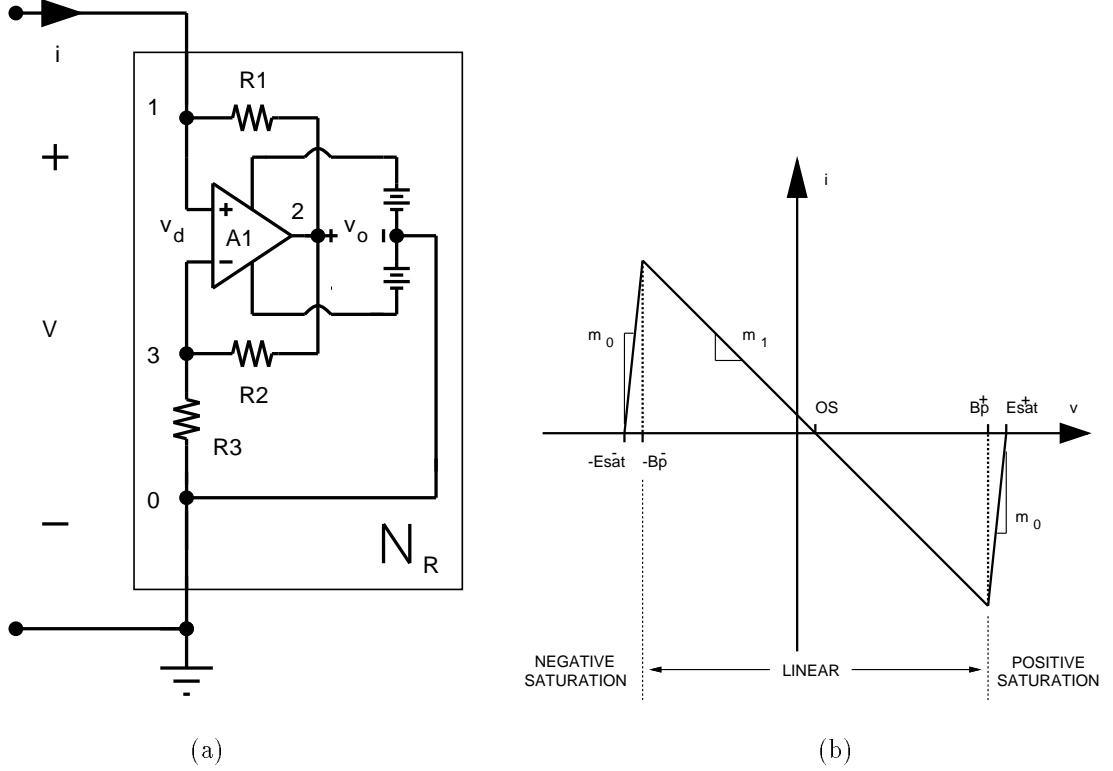 i
R1
1
+
+
2
v d
A1
+
v o
−
−
V
3
R2
R3
0
−
N R
(a)
i
m 0
m 1
OS
Bp+
Esat+
v
-Esat-
-Bp-
m 0
NEGATIVE
SATURATION
LINEAR
POSITIVE
SATURATION
(b)